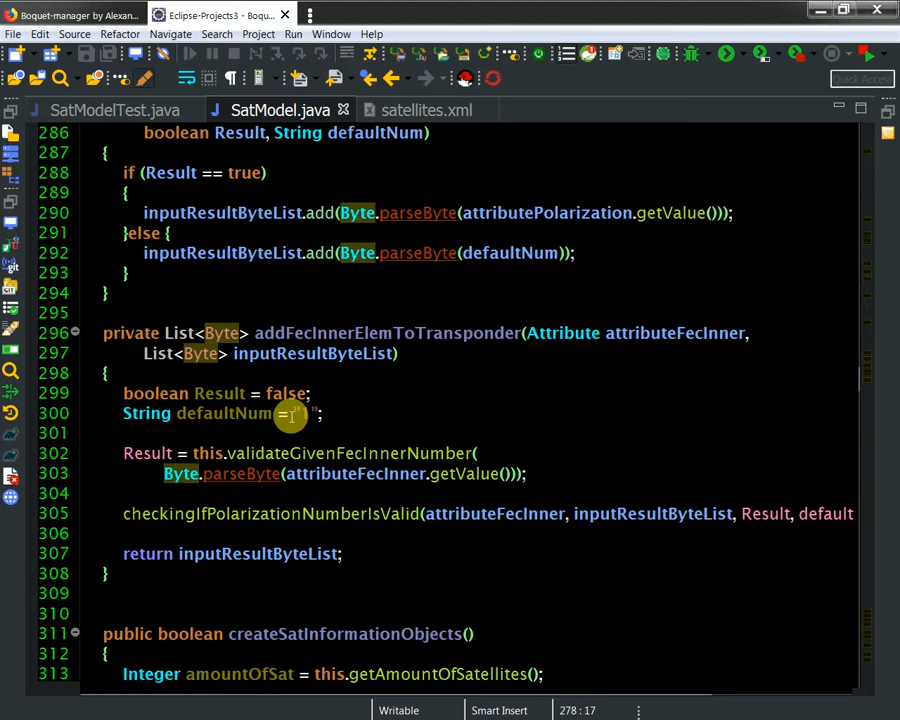 Boquet-manager by Alexan...
Eclipse-Projects3 - Boqu...
File Edit Source Refactor Navigate Search Project Run Window Help
Quick Access
SatModelTest.java SatModel.java satellites.xml
286 boolean Result, String defaultNum)
287 {
288 if (Result == true)
289 {
290 inputResultByteList.add(Byte.parseByte(attributePolarization.getValue()));
291 }else {
292 inputResultByteList.add(Byte.parseByte(defaultNum));
293 }
294 }
295
296 private List<Byte> addFecInnerElemToTransponder(Attribute attributeFecInner,
297 List<Byte> inputResultByteList)
298 {
299 boolean Result = false;
300 String defaultNum ="1";
301
302 Result = this.validateGivenFecInnerNumber(
303 Byte.parseByte(attributeFecInner.getValue()));
304
305 checkingIfPolarizationNumberIsValid(attributeFecInner, inputResultByteList, Result, default
306
307 return inputResultByteList;
308 }
309
310
311 public boolean createSatInformationObjects()
312 {
313 Integer amountOfSat = this.getAmountOfSatellites();
Writable Smart Insert 278 : 17